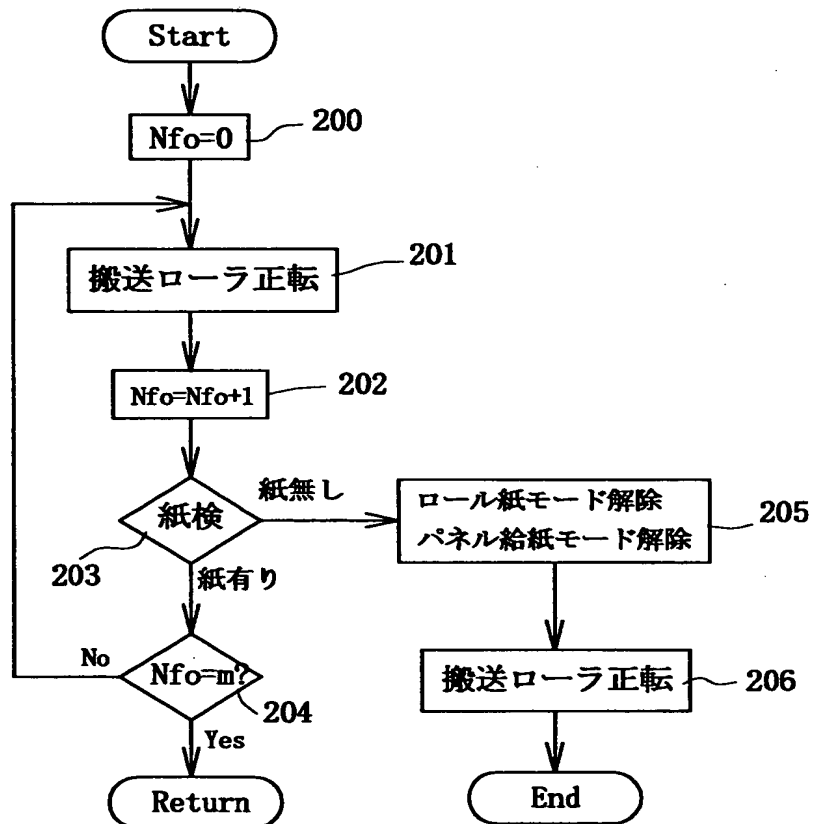 Start
Nfo=0
200
搬送ローラ正転
201
Nfo=Nfo+1
202
紙検
203
紙無し
紙有り
ロール紙モード解除
パネル給紙モード解除
205
No
Nfo=m?
204
Yes
搬送ローラ正転
206
Return
End